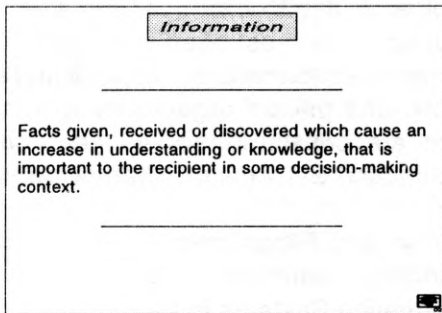 Information
Facts given, received or discovered which cause an
increase in understanding or knowledge, that is
important to the recipient in some decision-making
context.